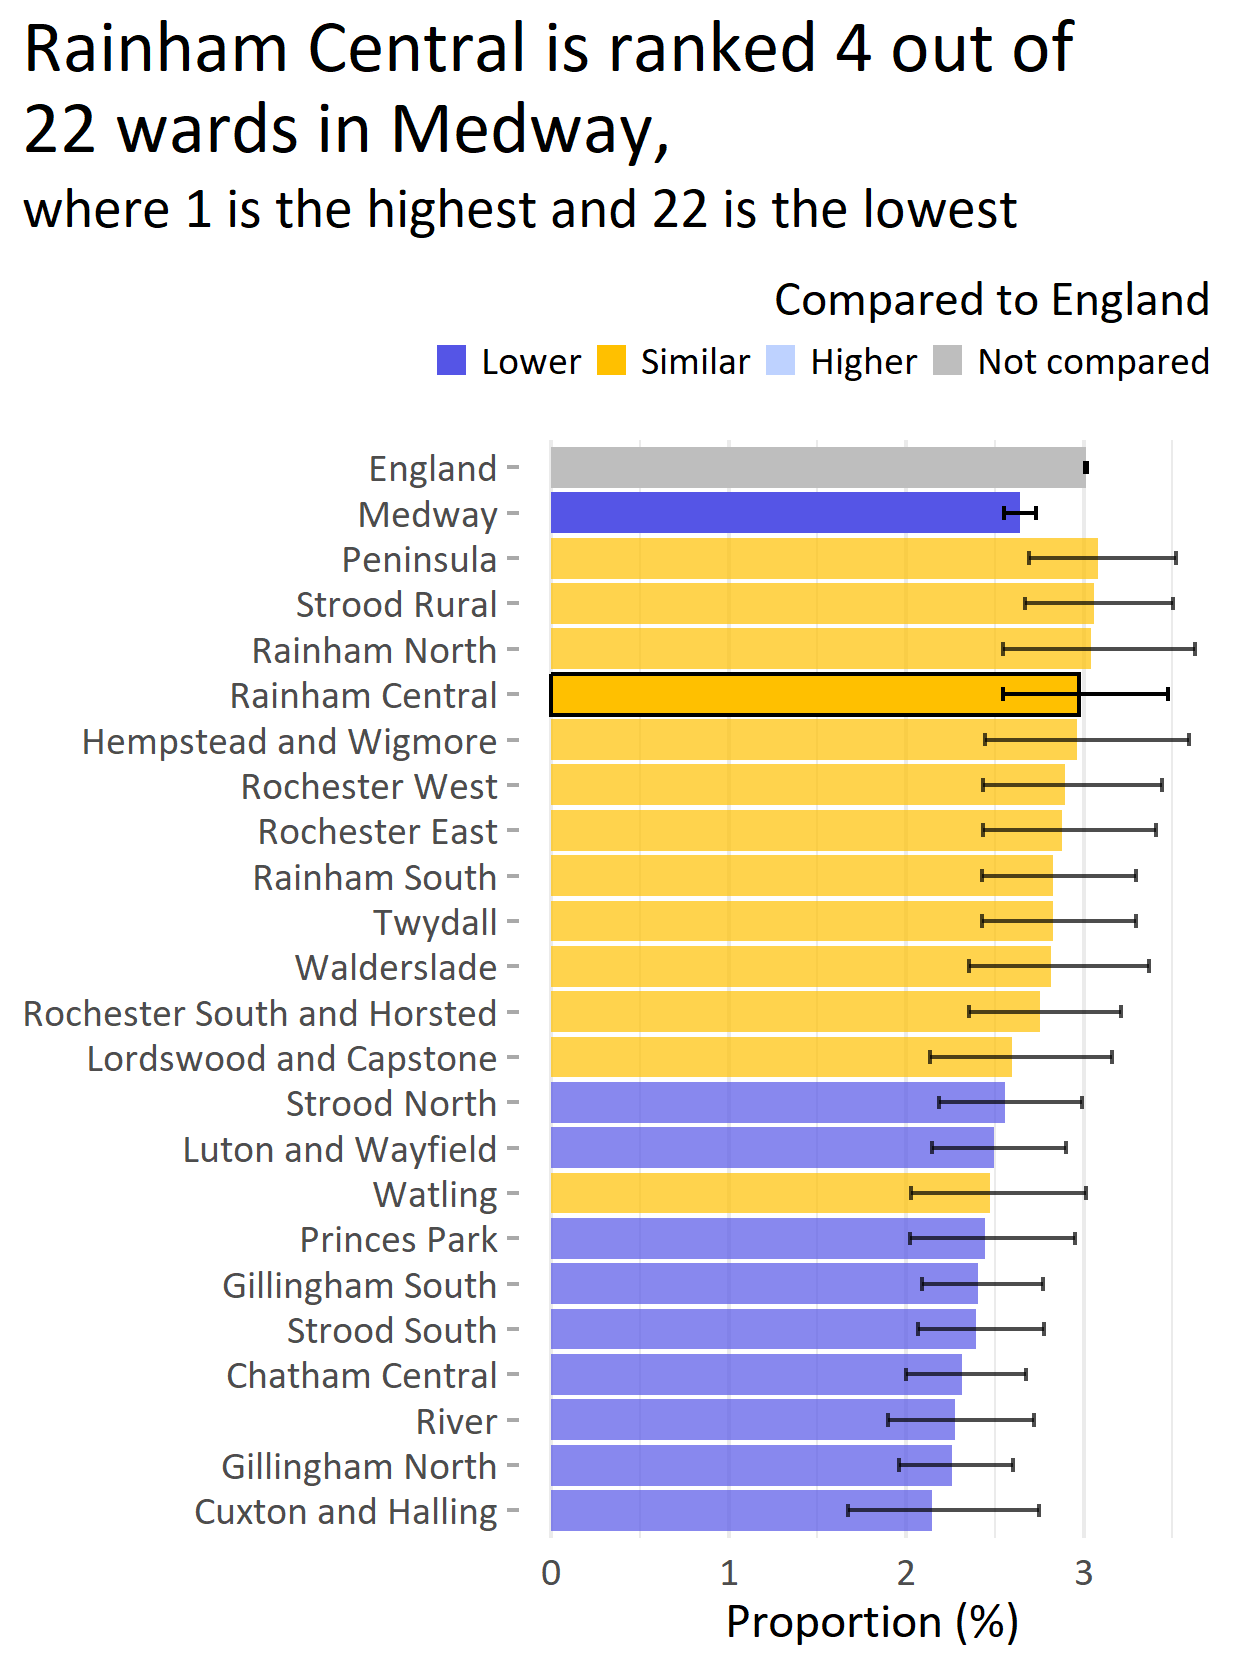 Rainham Central is ranked 4 out of
22 wards in Medway,
where 1 is the highest and 22 is the lowest
Compared to England
Lower Similar Higher Not compared
England
Medway
Peninsula
Strood Rural
Rainham North
Rainham Central
Hempstead and Wigmore
Rochester West
Rochester East
Rainham South
Twydall
Walderslade
Rochester South and Horsted
Lordswood and Capstone
Strood North
Luton and Wayfield
Watling
Princes Park
Gillingham South
Strood South
Chatham Central
River
Gillingham North
Cuxton and Halling
0 1 2 3
Proportion (%)